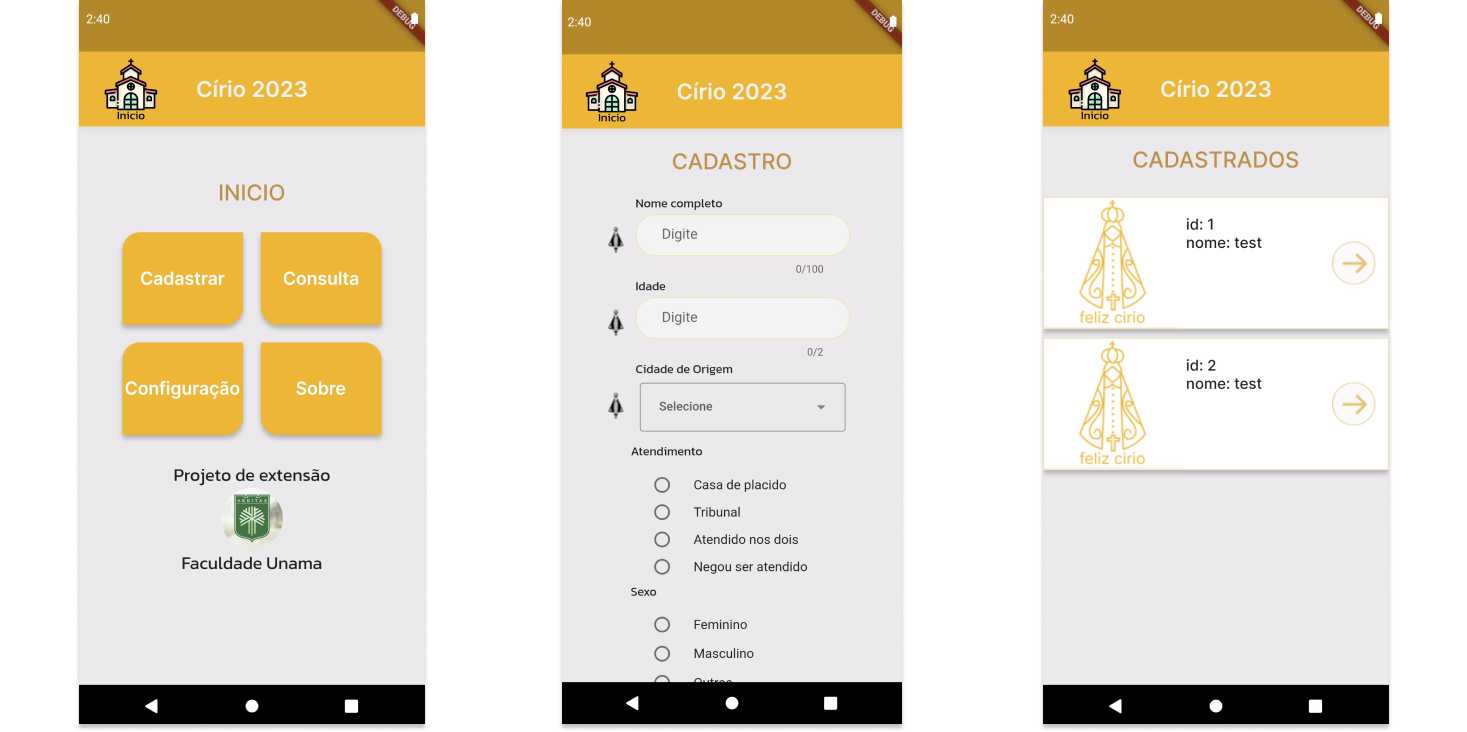 2:40
DEBUG
Inicio
Círio 2023
INICIO
Cadastrar
Consulta
Configuração
Sobre
Projeto de extensão
VERITAS
Faculdade Unama
2:40
DEBUG
Inicio
Círio 2023
CADASTRO
Nome completo
Digite
0/100
Idade
Digite
0/2
Cidade de Origem
Selecione
Atendimento
Casa de placido
Tribunal
Atendido nos dois
Negou ser atendido
Sexo
Feminino
Masculino
Outros
2:40
DEBUG
Inicio
Círio 2023
CADASTRADOS
id: 1
nome: test
feliz cirio
id: 2
nome: test
feliz cirio